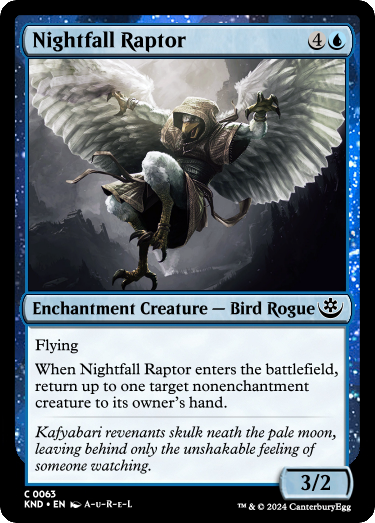 Nightfall Raptor 4
Enchantment Creature — Bird Rogue
Flying
When Nightfall Raptor enters the battlefield,
return up to one target nonenchantment
creature to its owner's hand.
Kafyabari revenants skulk neath the pale moon,
leaving behind only the unshakable feeling of
someone watching.
3/2
C 0063
KND • EN A-U-R-E-L
™ & © 2024 CanterburyEgg